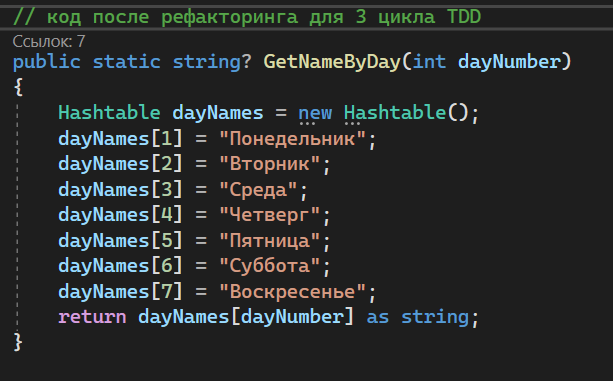 // код после рефакторинга для 3 цикла TDD
Ссылок: 7
public static string? GetNameByDay(int dayNumber)
{
    Hashtable dayNames = new Hashtable();
    dayNames[1] = "Понедельник";
    dayNames[2] = "Вторник";
    dayNames[3] = "Среда";
    dayNames[4] = "Четверг";
    dayNames[5] = "Пятница";
    dayNames[6] = "Суббота";
    dayNames[7] = "Воскресенье";
    return dayNames[dayNumber] as string;
}